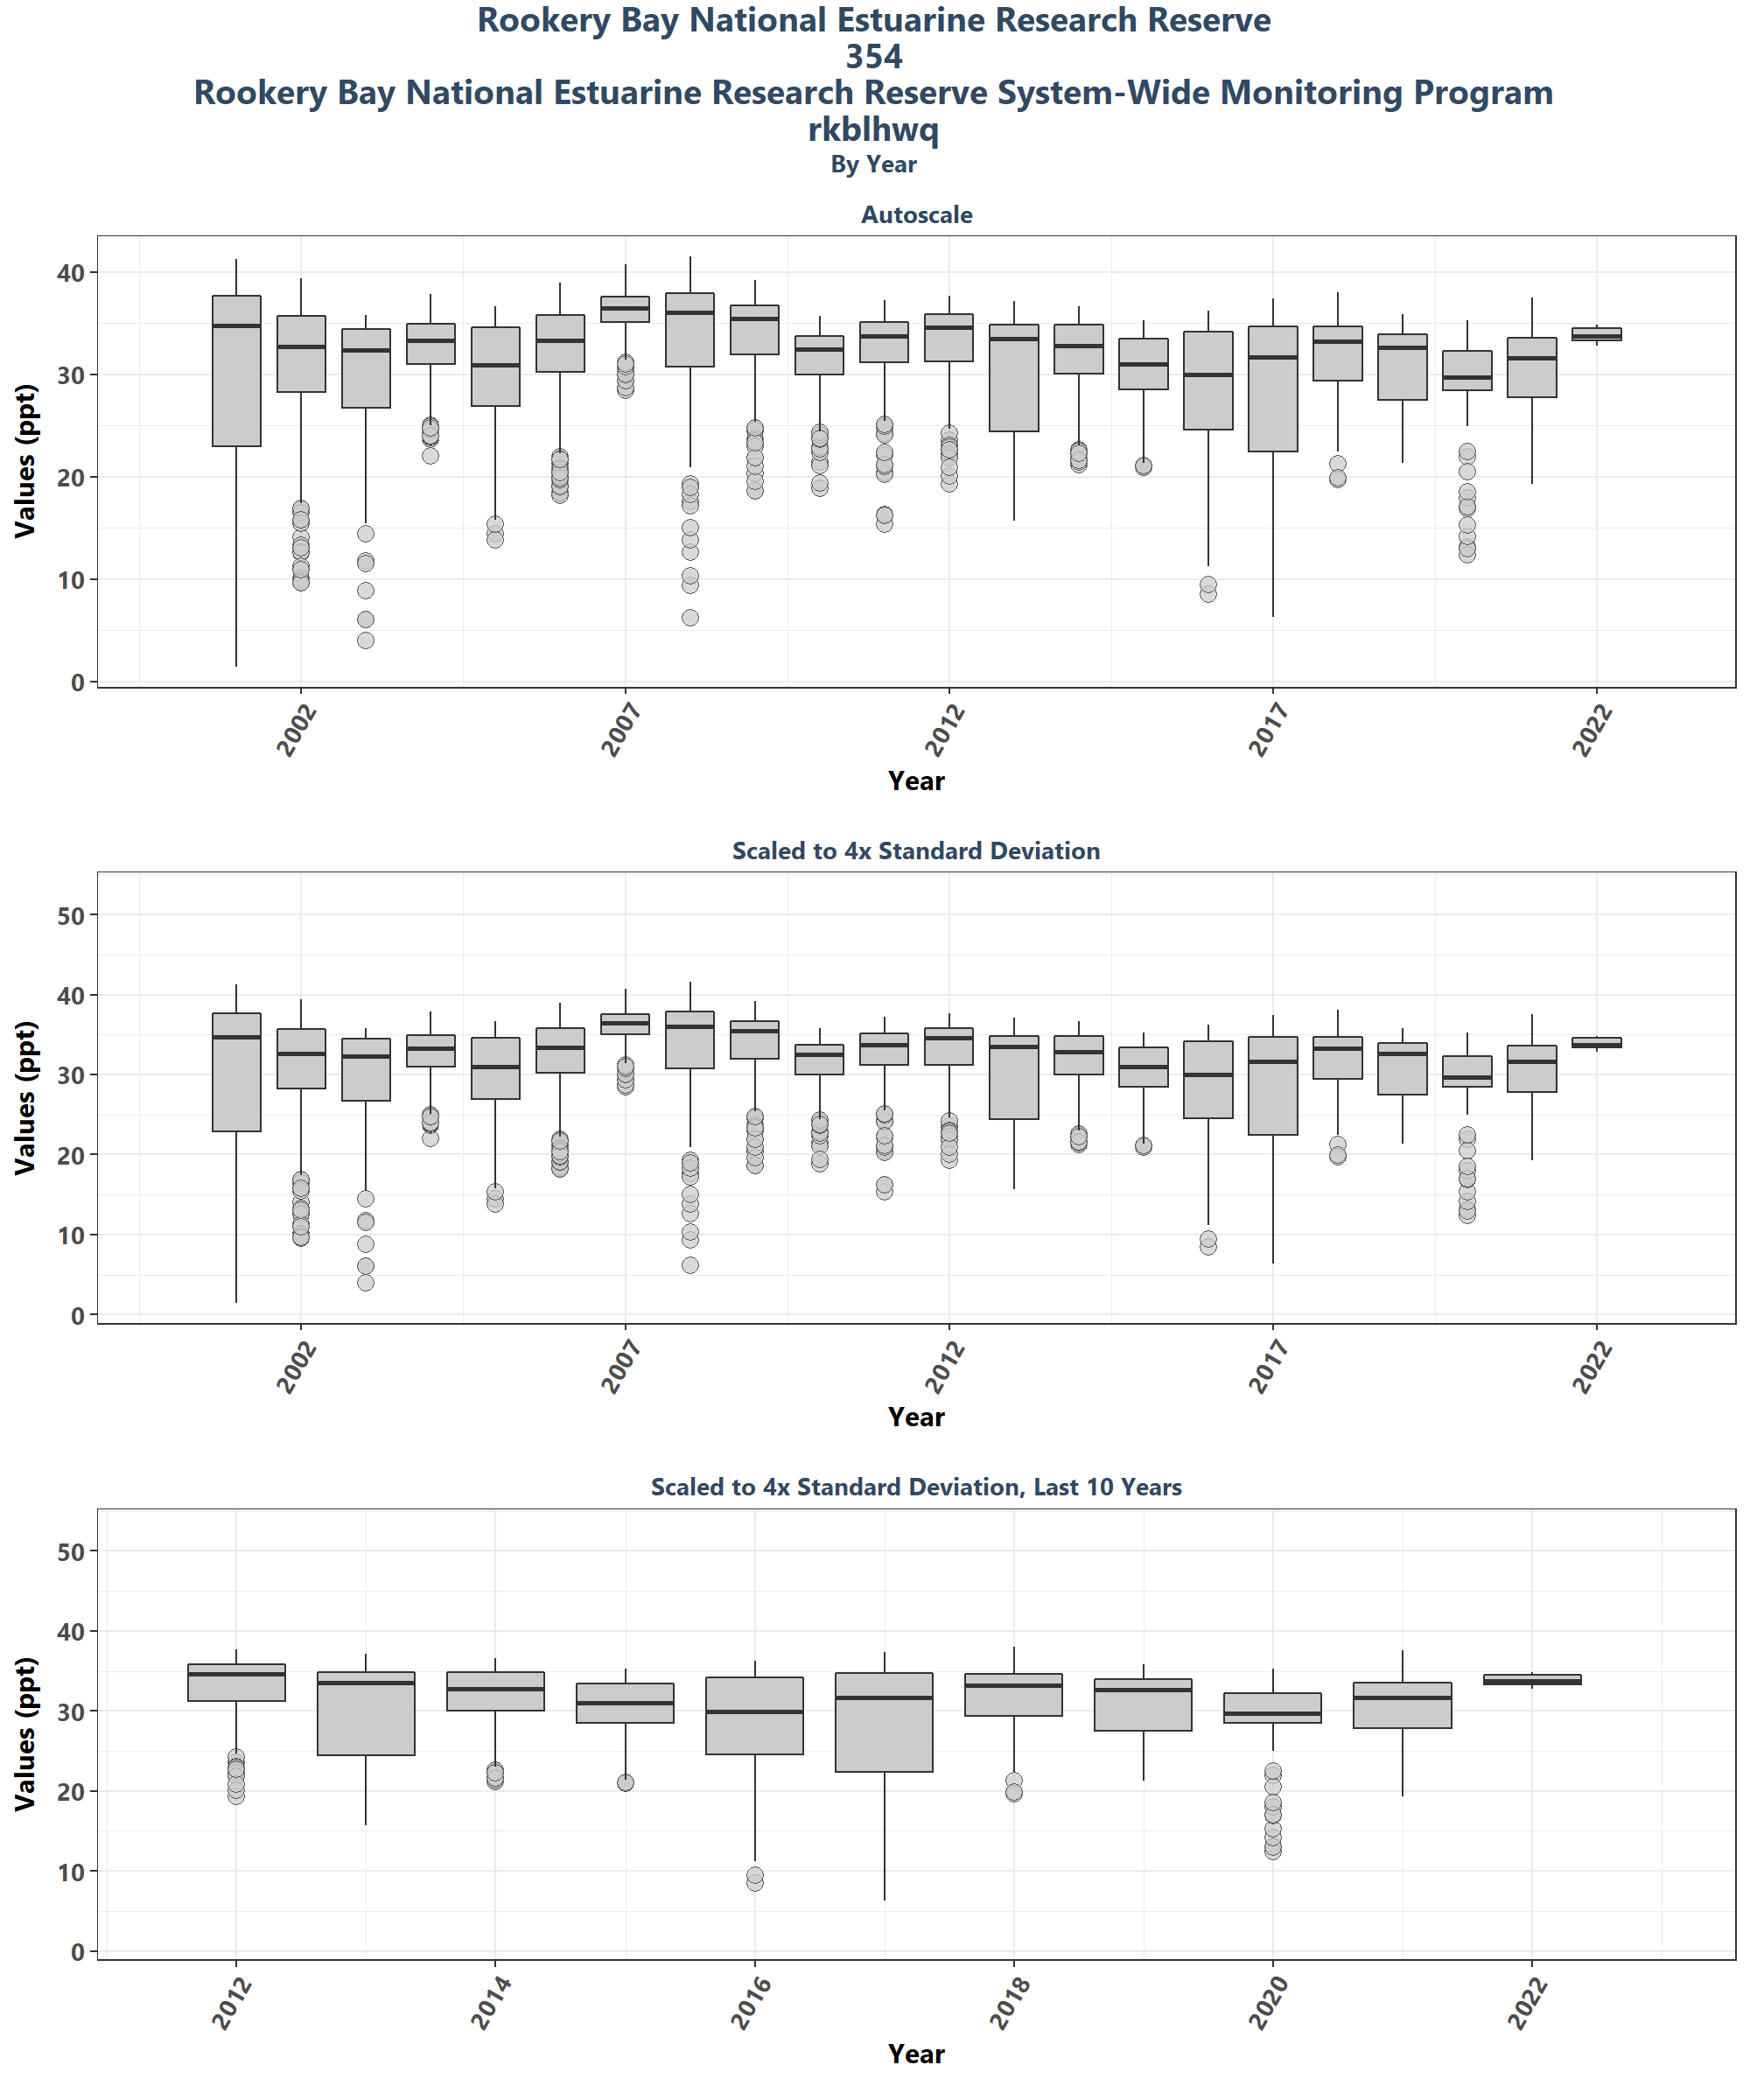 Rookery Bay National Estuarine Research Reserve
354
Rookery Bay National Estuarine Research Reserve System-Wide Monitoring Program
rkblhwq
By Year
Autoscale
Values (ppt)
40
30
20
10
0
2002
2007
2012
2017
2022
Year
Scaled to 4x Standard Deviation
Values (ppt)
50
40
30
20
10
0
2002
2007
2012
2017
2022
Year
Scaled to 4x Standard Deviation, Last 10 Years
Values (ppt)
50
40
30
20
10
0
2012
2014
2016
2018
2020
2022
Year